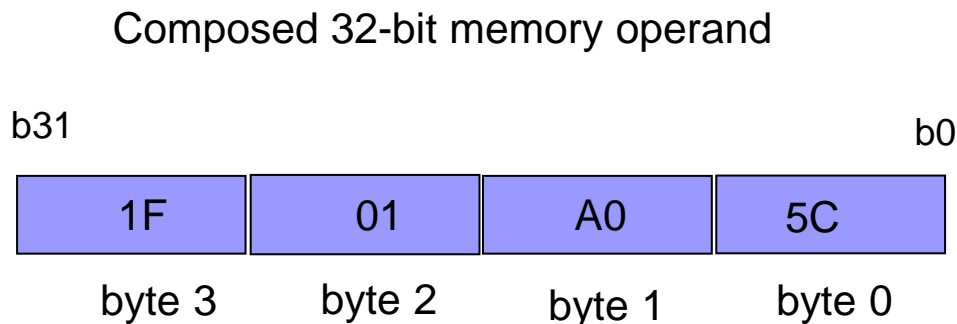 Composed 32-bit memory operand
b31 b0
1F 01 A0 5C
byte 3 byte 2 byte 1 byte 0